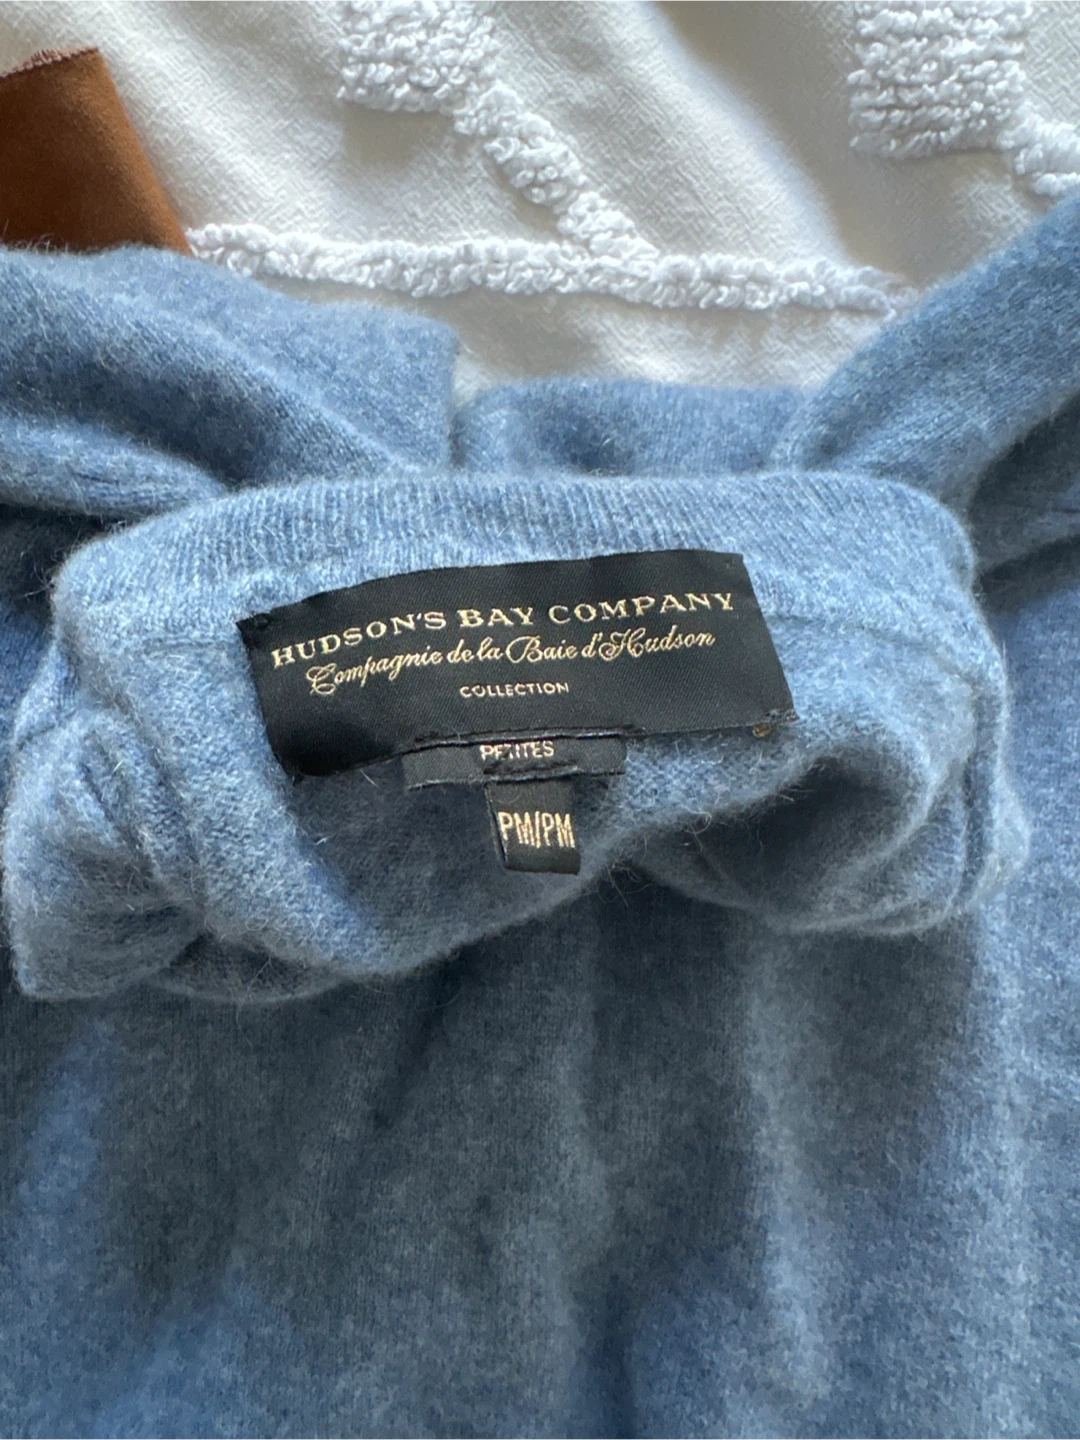 HUDSON'S BAY COMPANY
Compagnie de la Baie d'Hudson
COLLECTION
PETITES
PM/PM